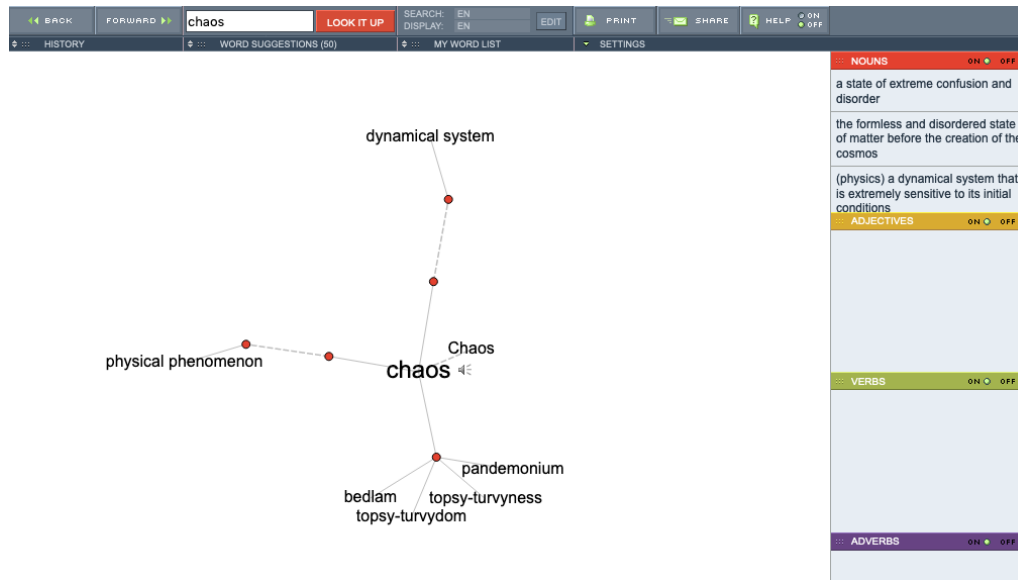 BACK
FORWARD
chaos
LOOK IT UP
SEARCH: EN
DISPLAY: EN
EDIT
PRINT
SHARE
HELP
ON
OFF
HISTORY
WORD SUGGESTIONS (50)
MY WORD LIST
SETTINGS
dynamical system
physical phenomenon
Chaos
chaos
pandemonium
bedlam
topsy-turvyness
topsy-turvydom
NOUNS ON OFF
a state of extreme confusion and
disorder
the formless and disordered state
of matter before the creation of the
cosmos
(physics) a dynamical system that
is extremely sensitive to its initial
conditions
ADJECTIVES ON OFF
VERBS ON OFF
ADVERBS ON OFF